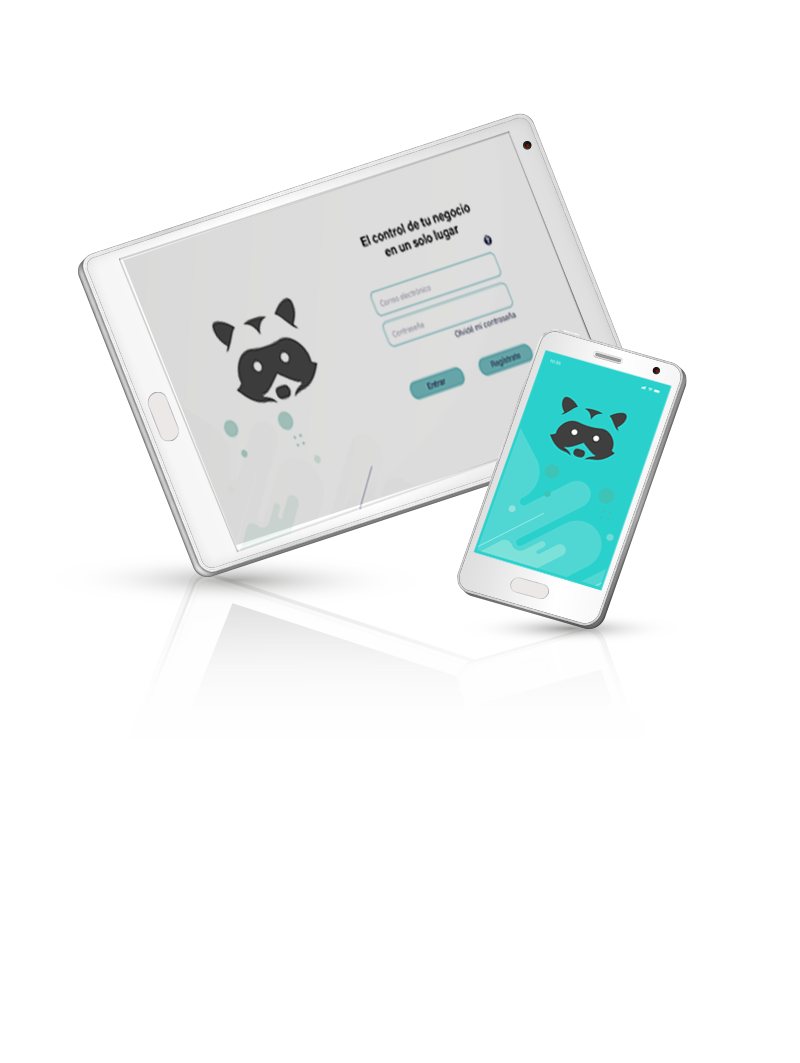 El control de tu negocio
en un solo lugar
?
Correo electrónico
Contraseña
Olvidé mi contraseña
Entrar
Regístrate